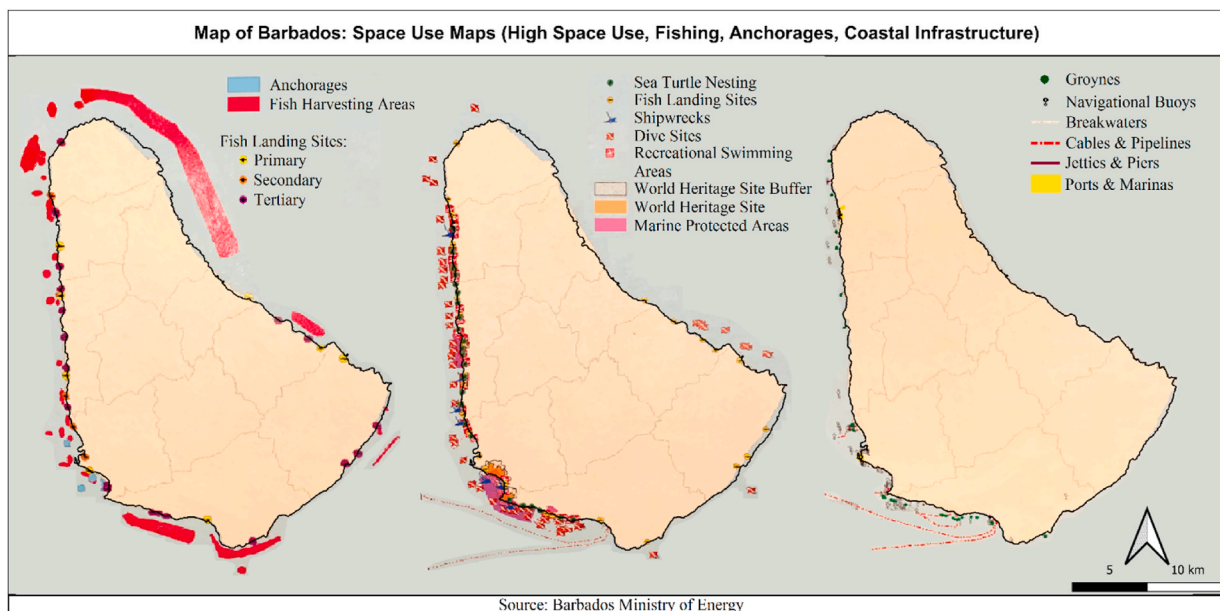 Map of Barbados: Space Use Maps (High Space Use, Fishing, Anchorages, Coastal Infrastructure)
Anchorages
Fish Harvesting Areas
Fish Landing Sites:
Primary
Secondary
Tertiary
Sea Turtle Nesting
Fish Landing Sites
Shipwrecks
Dive Sites
Recreational Swimming
Areas
World Heritage Site Buffer
World Heritage Site
Marine Protected Areas
Groynes
Navigational Buoys
Breakwaters
Cables & Pipelines
Jettics & Piers
Ports & Marinas
5 10 km
Source: Barbados Ministry of Energy